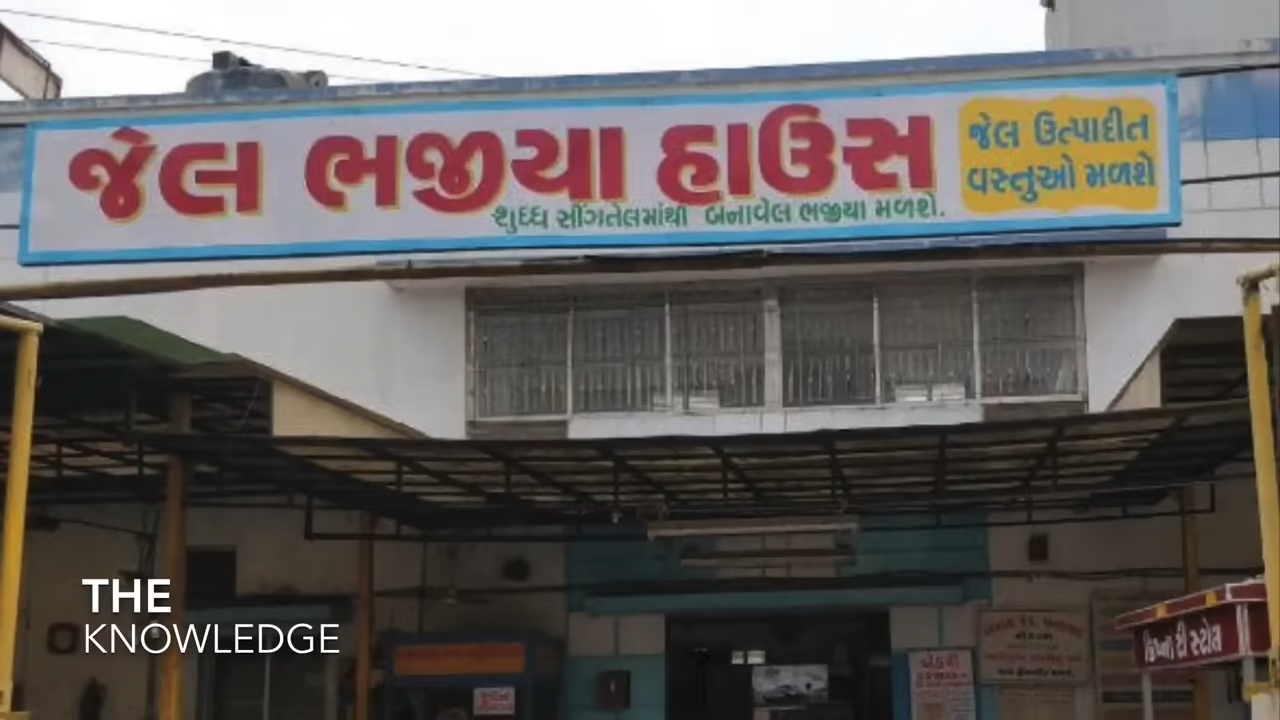 જેલ ભજીયા હાઉસ
શુધ્ધ સીંગતેલમાંથી બનાવેલ ભજીયા મળશે.
જેલ ઉત્પાદીત
વસ્તુઓ મળશે
THE
KNOWLEDGE
રી સ્ટોલ